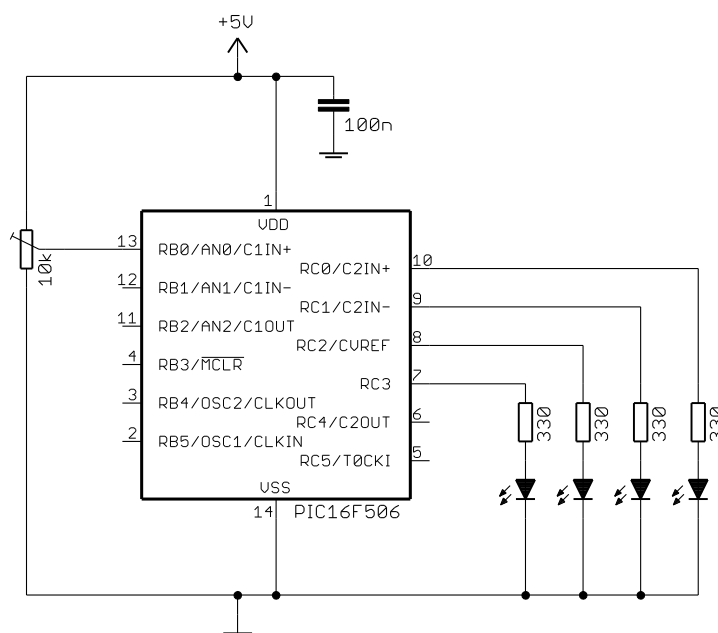 +5V
100n
1
VDD
13
RB0/AN0/C1IN+
10k
RC0/C2IN+
10
12
RB1/AN1/C1IN-
RC1/C2IN-
9
11
RB2/AN2/C1OUT
RC2/CVREF
8
4
RB3/MCLR
RC3
7
3
RB4/OSC2/CLKOUT
RC4/C2OUT
6
2
RB5/OSC1/CLKIN
RC5/T0CKI
5
330
330
330
330
VSS
14
PIC16F506